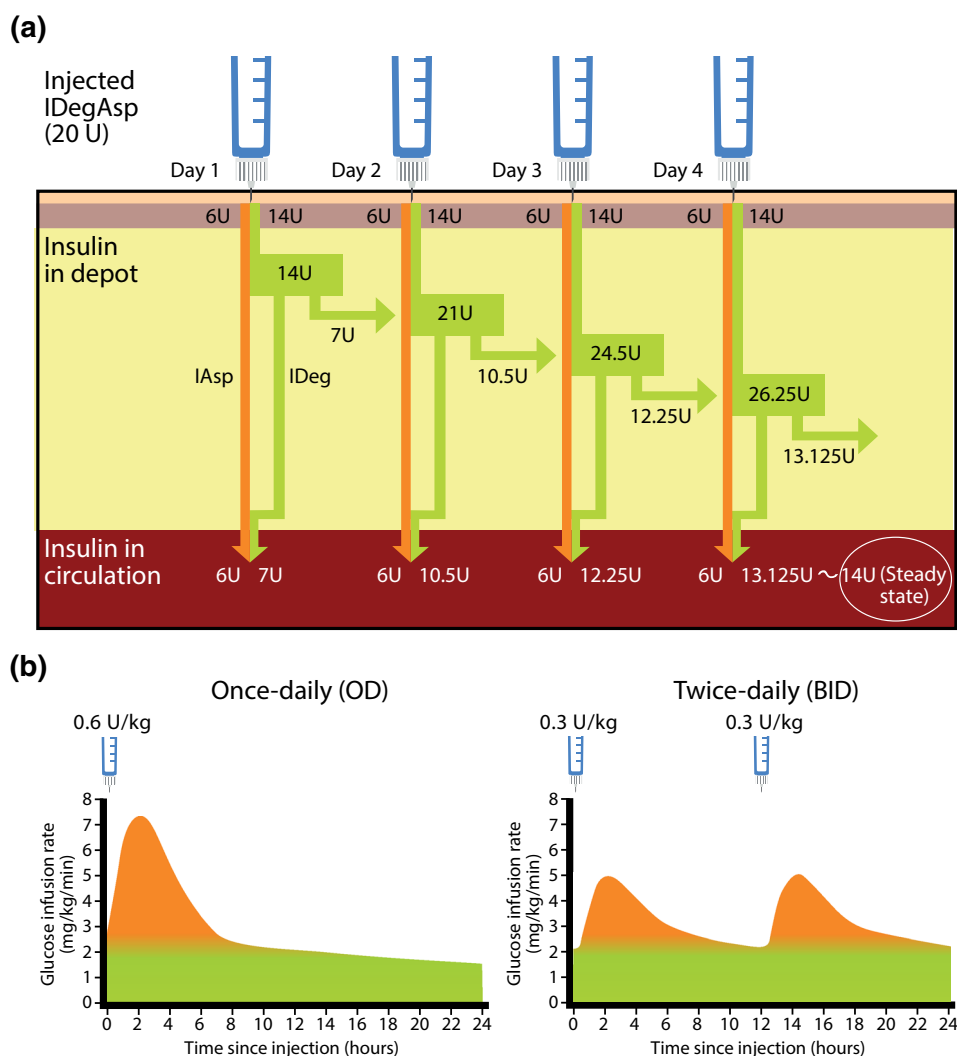 (a)
Injected
IDegAsp
(20 U)
Day 1
Day 2
Day 3
Day 4
6U 14U
6U 14U
6U 14U
6U 14U
Insulin
in depot
14U
7U
21U
10.5U
24.5U
12.25U
26.25U
13.125U
IAsp
IDeg
Insulin in
circulation
6U 7U
6U 10.5U
6U 12.25U
6U 13.125U ~ 14U (Steady
state)
(b)
Once-daily (OD)
0.6 U/kg
Glucose infusion rate
(mg/kg/min)
8
7
6
5
4
3
2
1
0
0 2 4 6 8 10 12 14 16 18 20 22 24
Time since injection (hours)
Twice-daily (BID)
0.3 U/kg
0.3 U/kg
Glucose infusion rate
(mg/kg/min)
8
7
6
5
4
3
2
1
0
0 2 4 6 8 10 12 14 16 18 20 22 24
Time since injection (hours)